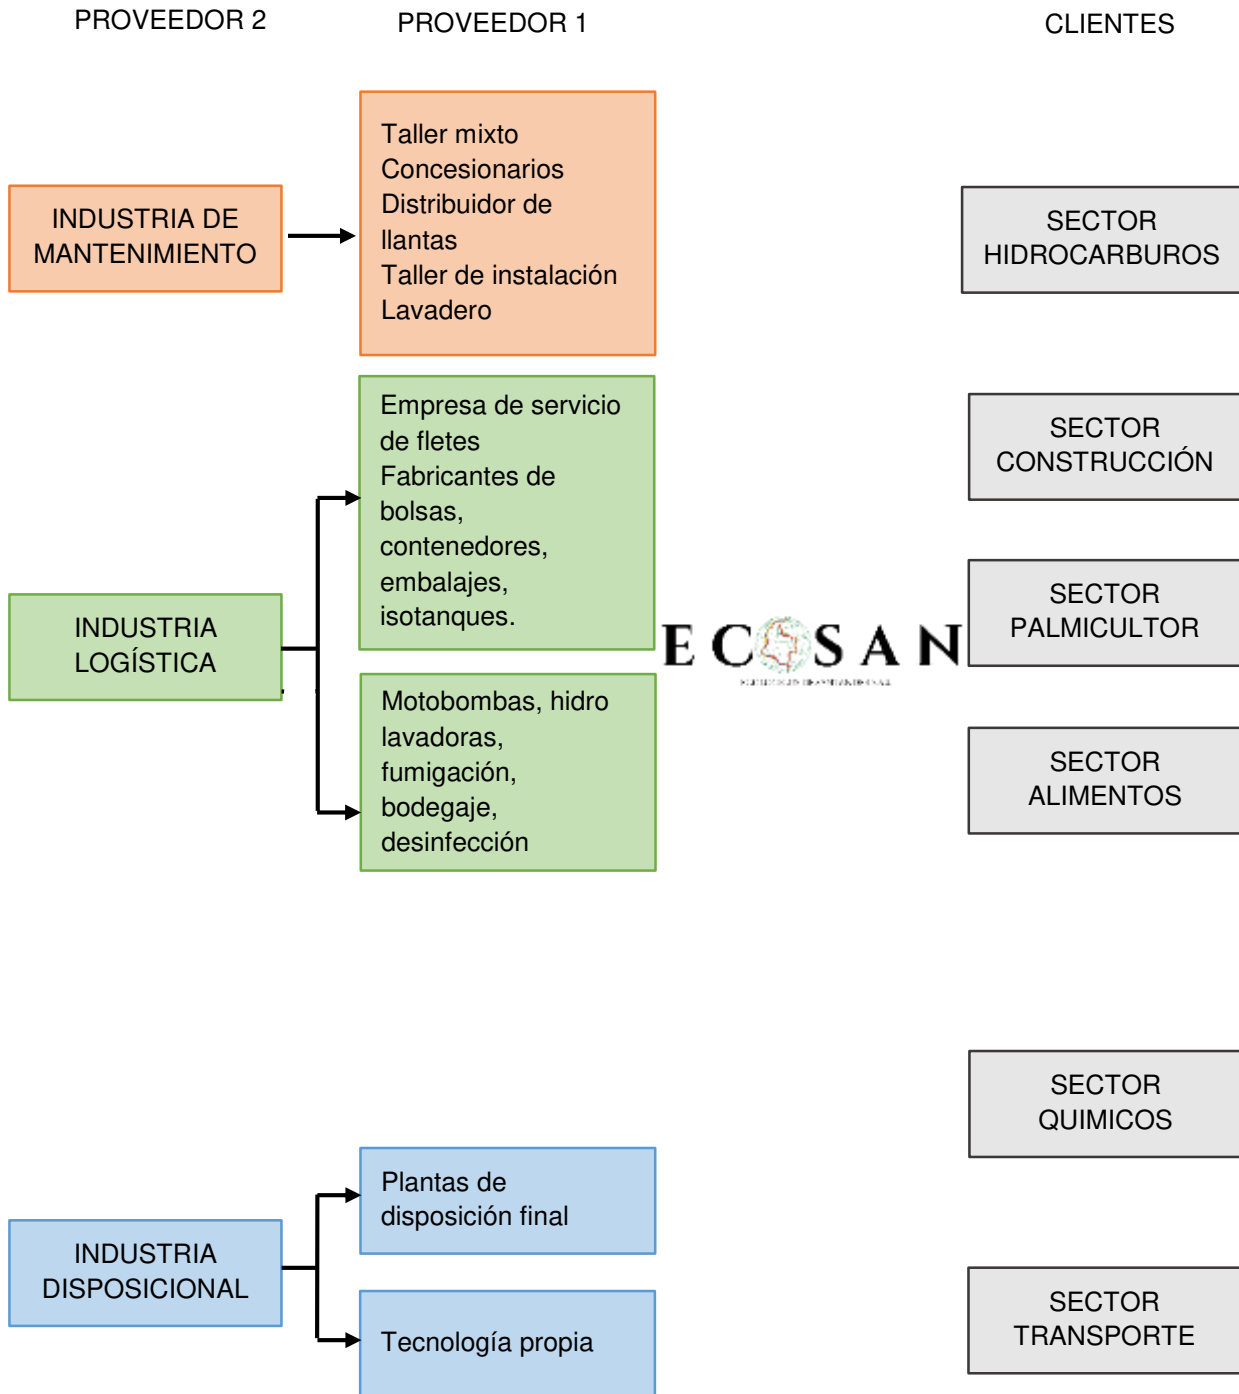 PROVEEDOR 2
PROVEEDOR 1
CLIENTES
INDUSTRIA DE
MANTENIMIENTO
Taller mixto
Concesionarios
Distribuidor de
llantas
Taller de instalación
Lavadero
SECTOR
HIDROCARBUROS
Empresa de servicio
de fletes
Fabricantes de
bolsas,
contenedores,
embalajes,
isotanques.
SECTOR
CONSTRUCCIÓN
INDUSTRIA
LOGÍSTICA
ECOSAN
SECTOR
PALMICULTOR
Motobombas, hidro
lavadoras,
fumigación,
bodegaje,
desinfección
SECTOR
ALIMENTOS
SECTOR
QUIMICOS
Plantas de
disposición final
INDUSTRIA
DISPOSICIONAL
Tecnología propia
SECTOR
TRANSPORTE